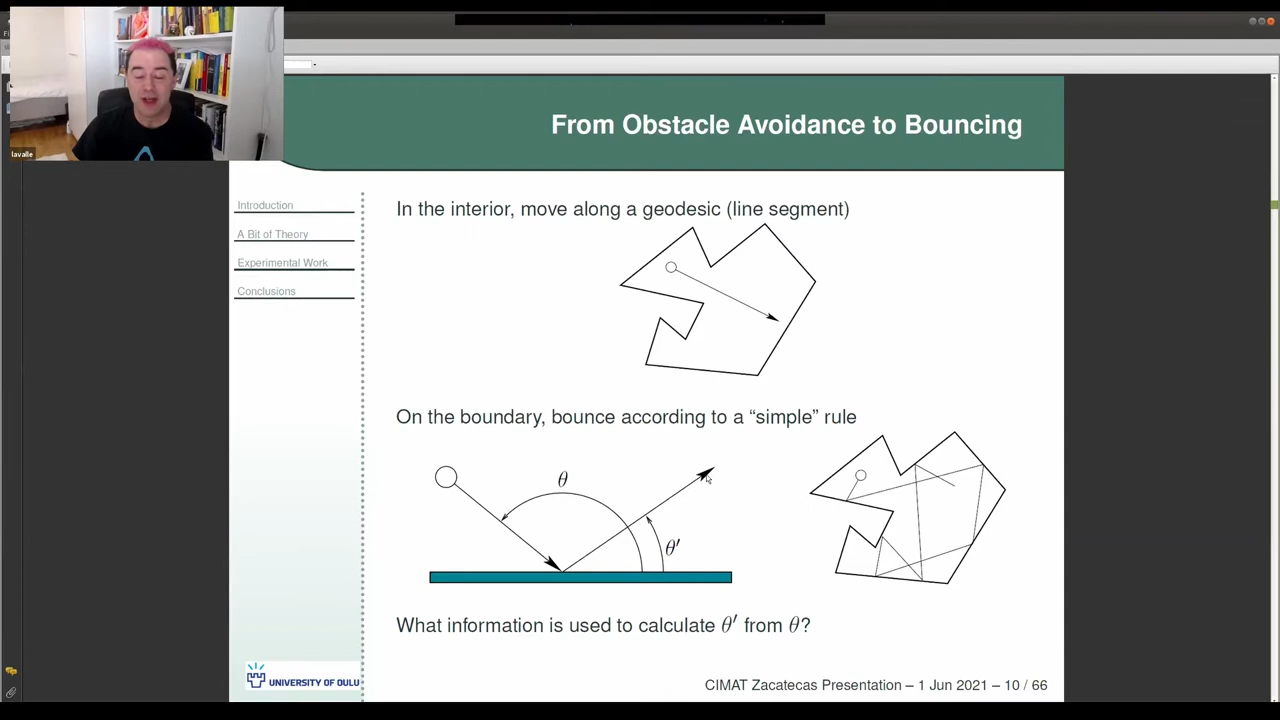 lavalle
From Obstacle Avoidance to Bouncing
Introduction
A Bit of Theory
Experimental Work
Conclusions
In the interior, move along a geodesic (line segment)
On the boundary, bounce according to a “simple” rule
θ
θ′
What information is used to calculate θ′ from θ?
UNIVERSITY OF OULU
CIMAT Zacatecas Presentation – 1 Jun 2021 – 10 / 66